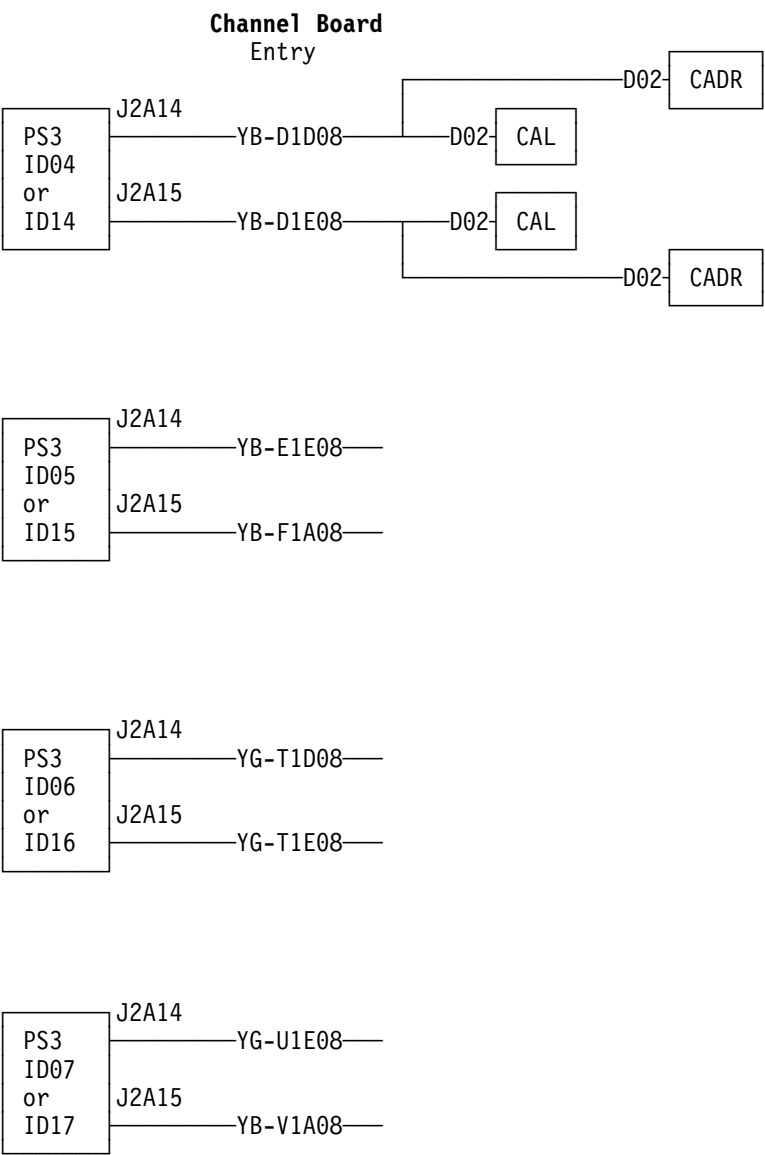 Channel Board
Entry
D02 CADR
J2A14
PS3 YB-D1D08 D02 CAL
ID04
or J2A15
ID14 YB-D1E08 D02 CAL
D02 CADR
J2A14
PS3 YB-E1E08
ID05
or J2A15
ID15 YB-F1A08
J2A14
PS3 YG-T1D08
ID06
or J2A15
ID16 YG-T1E08
J2A14
PS3 YG-U1E08
ID07
or J2A15
ID17 YB-V1A08